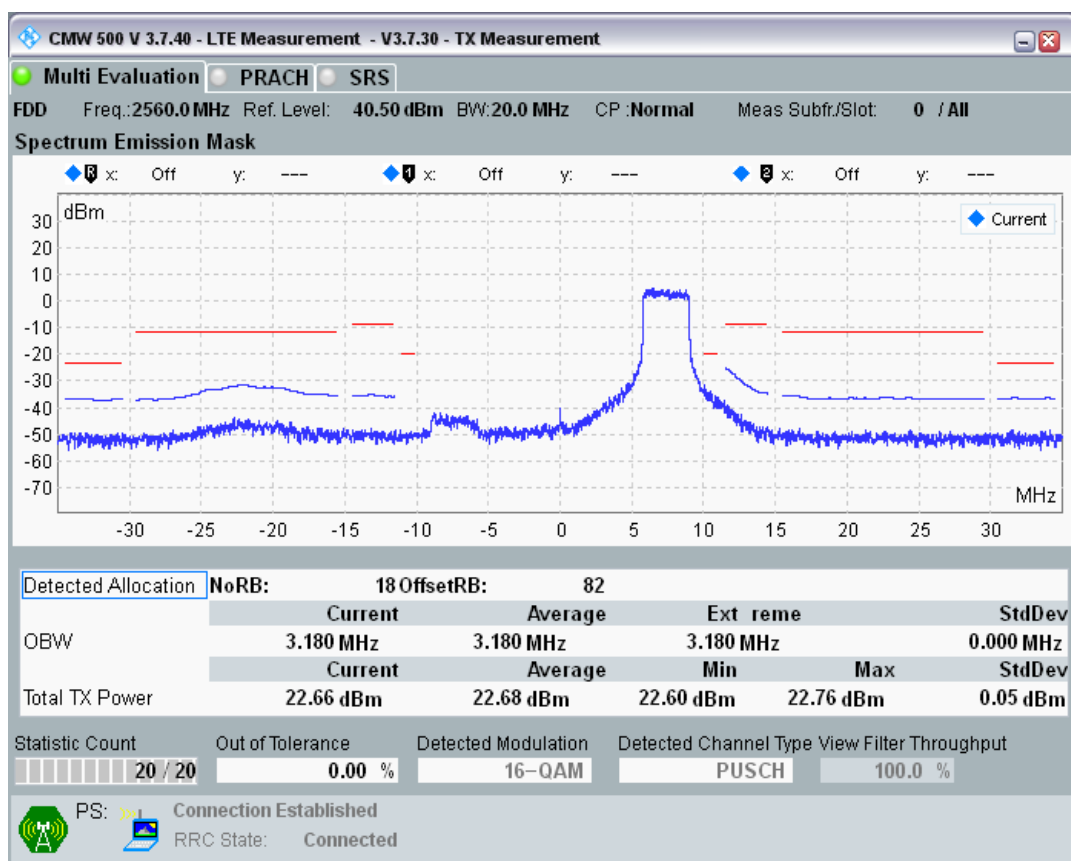 CMW 500 V 3.7.40 - LTE Measurement - V3.7.30 - TX Measurement
Multi Evaluation PRACH SRS
FDD Freq.:2560.0 MHz Ref. Level: 40.50 dBm BW:20.0 MHz CP :Normal Meas Subfr./Slot: 0 / All
Spectrum Emission Mask
R x: Off y: --- 1 x: Off y: --- 2 x: Off y: ---
dBm
Current
30
20
10
0
-10
-20
-30
-40
-50
-60
-70
MHz
-30 -25 -20 -15 -10 -5 0 5 10 15 20 25 30
Detected Allocation NoRB: 18 OffsetRB: 82
Current Average Ext reme StdDev
OBW 3.180 MHz 3.180 MHz 3.180 MHz 0.000 MHz
Current Average Min Max StdDev
Total TX Power 22.66 dBm 22.68 dBm 22.60 dBm 22.76 dBm 0.05 dBm
Statistic Count Out of Tolerance Detected Modulation Detected Channel Type View Filter Throughput
20 / 20 0.00 % 16-QAM PUSCH 100.0 %
PS: Connection Established
RRC State: Connected